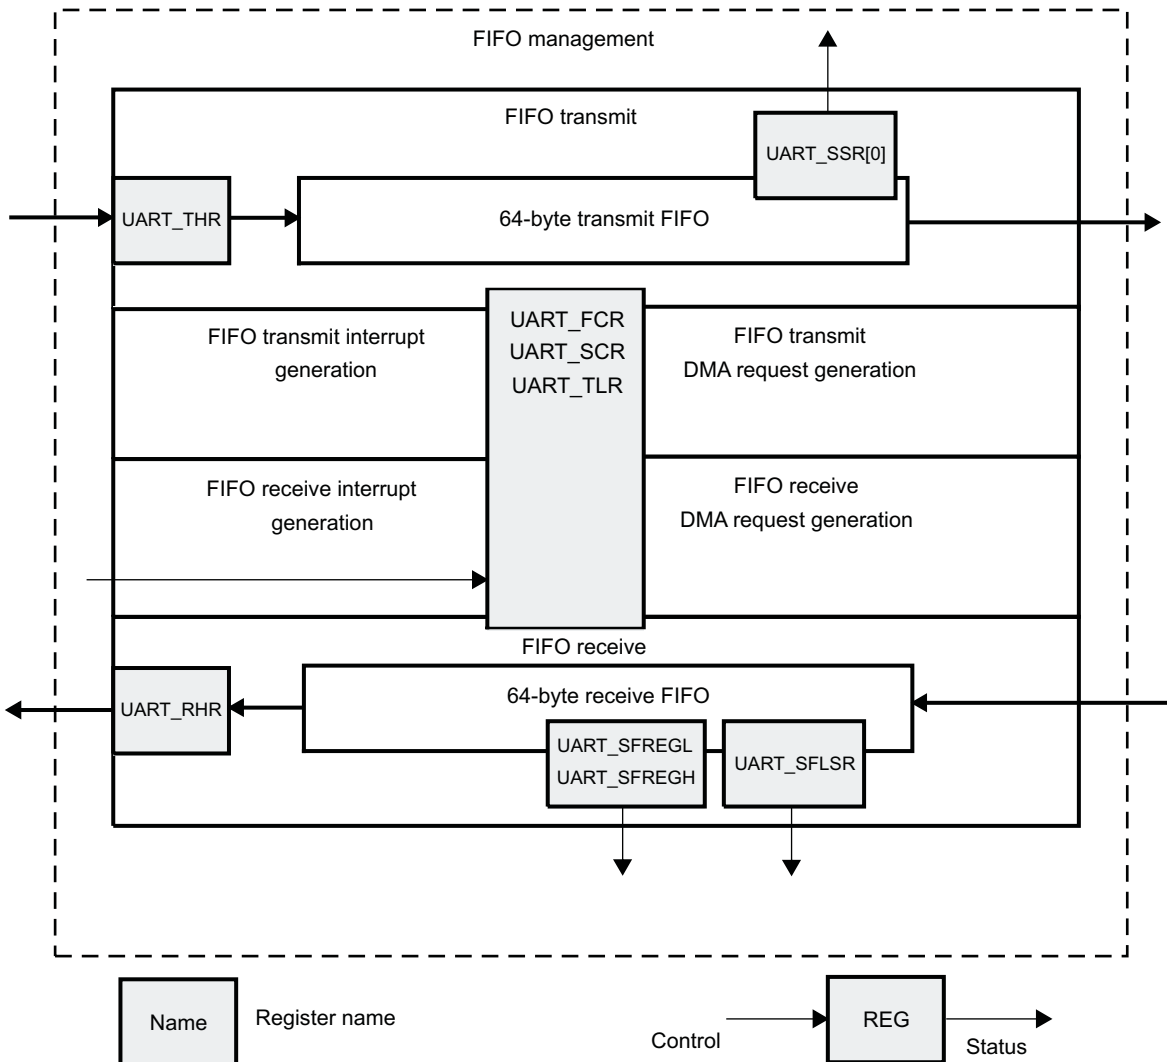 FIFO management
FIFO transmit
UART_SSR[0]
UART_THR
64-byte transmit FIFO
UART_FCR
UART_SCR
UART_TLR
FIFO transmit interrupt
generation
FIFO transmit
DMA request generation
FIFO receive interrupt
generation
FIFO receive
DMA request generation
FIFO receive
64-byte receive FIFO
UART_RHR
UART_SFREGL
UART_SFREGH
UART_SFLSR
Name
Register name
Control
REG
Status